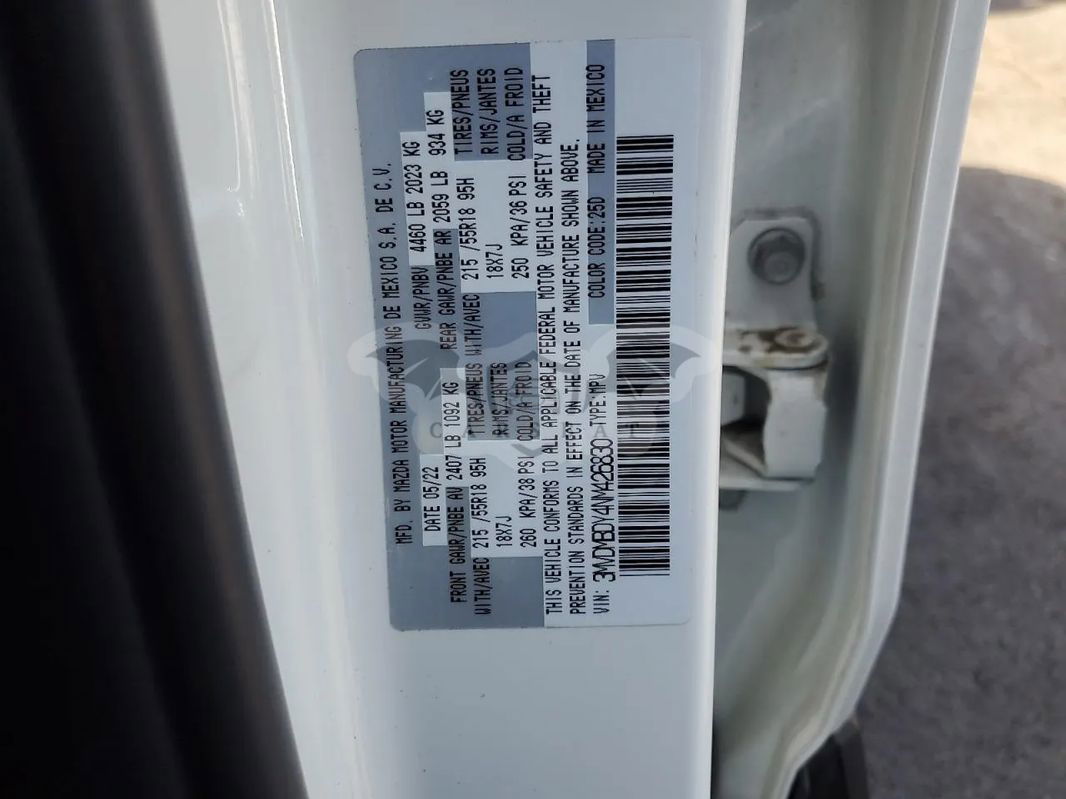 MFD. BY MAZDA MOTOR MANUFACTURING DE MEXICO S.A. DE C.V.
DATE 05/22 GVWR/PNBV 4460 LB 2023 KG
FRONT GAWR/PNBE AV 2407 LB 1092 KG REAR GAWR/PNBE AR 2059 LB 934 KG
WITH/AVEC 215 /55R18 95H TIRES/PNEUS WITH/AVEC 215 /55R18 95H TIRES/PNEUS
18X7J RIMS/JANTES 18X7J RIMS/JANTES
260 KPA/38 PSI COLD/A FROID 250 KPA/36 PSI COLD/A FROID
THIS VEHICLE CONFORMS TO ALL APPLICABLE FEDERAL MOTOR VEHICLE SAFETY AND THEFT
PREVENTION STANDARDS IN EFFECT ON THE DATE OF MANUFACTURE SHOWN ABOVE.
VIN: 3MVDMBDY4NM426830 TYPE:MPV COLOR CODE:25D MADE IN MEXICO